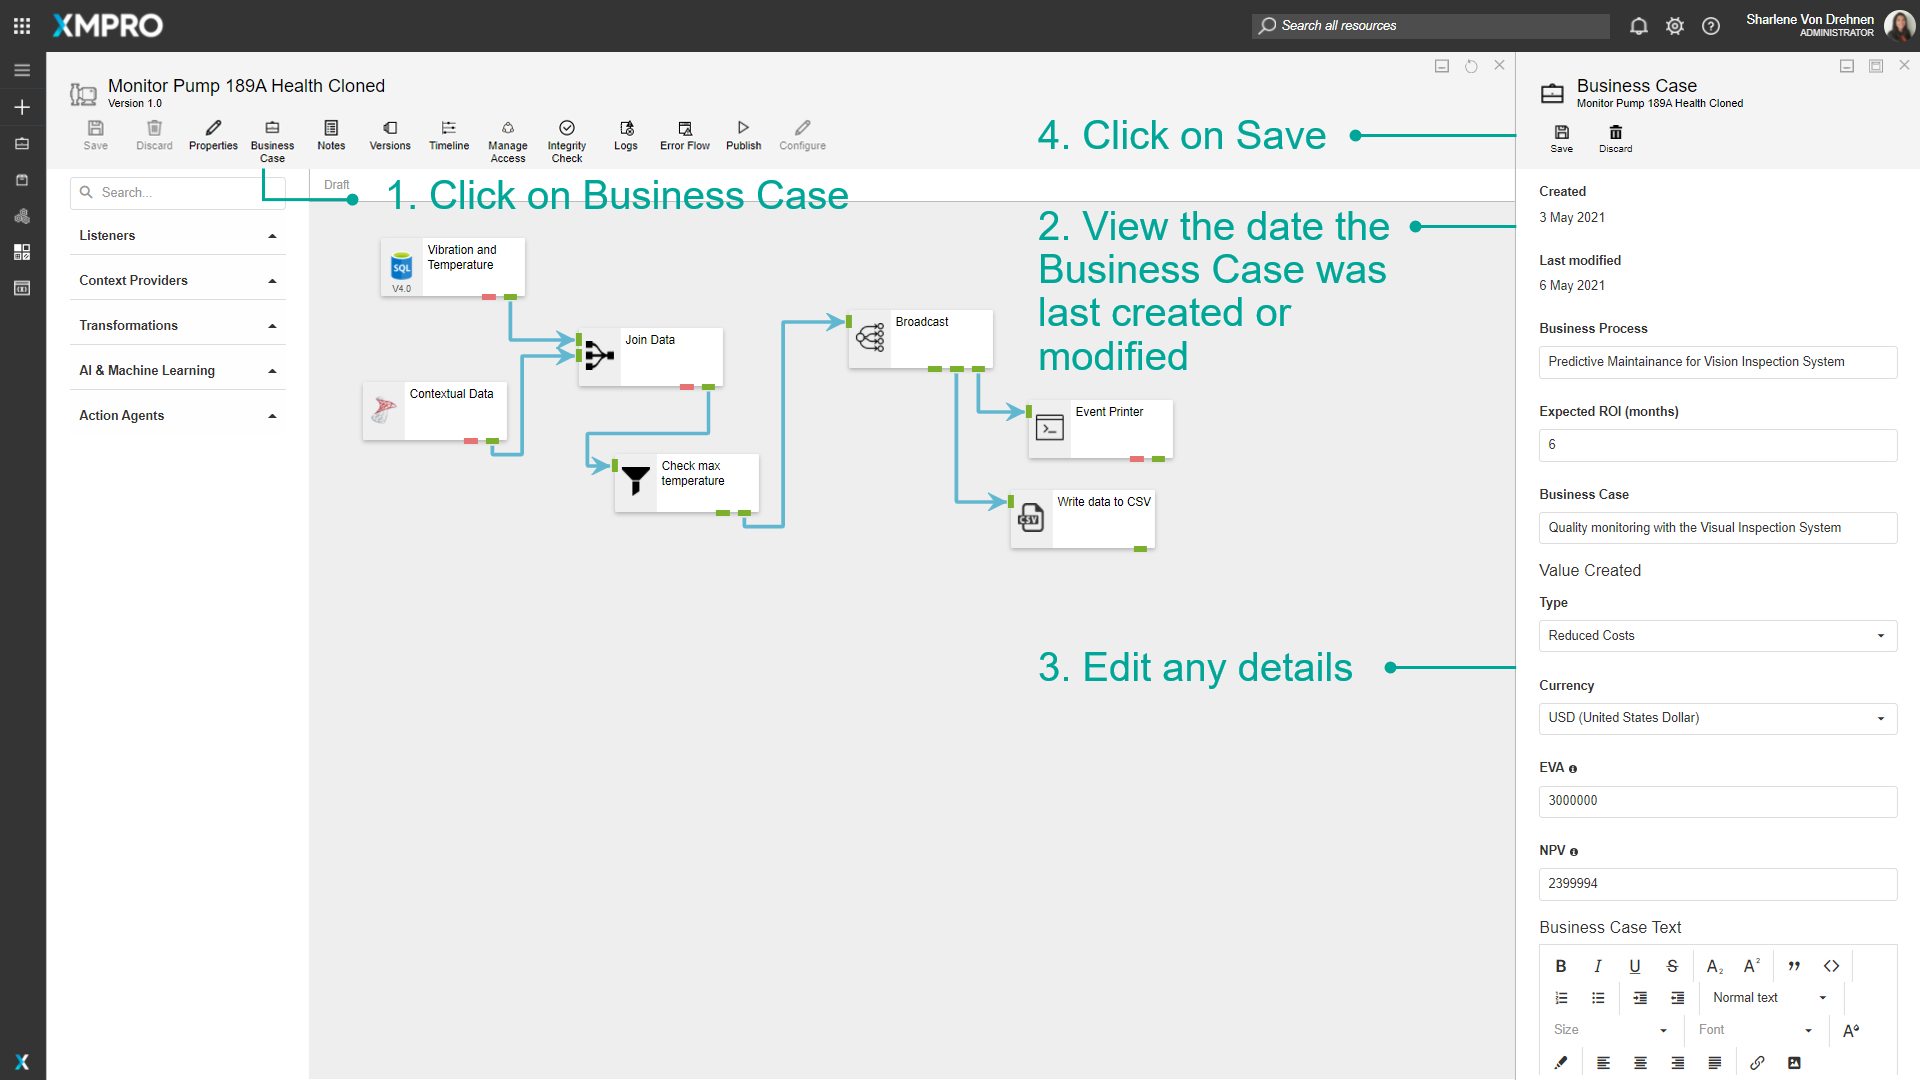 XMPRO
Search all resources
Sharlene Von Drehnen
ADMINISTRATOR
Monitor Pump 189A Health Cloned
Version 1.0
Save
Discard
Properties
Business
Case
Notes
Versions
Timeline
Manage
Access
Integrity
Check
Logs
Error Flow
Publish
Configure
4. Click on Save
Search...
Draft
1. Click on Business Case
Listeners
Context Providers
Transformations
AI & Machine Learning
Action Agents
2. View the date the
Business Case was
last created or
modified
Vibration and
Temperature
SQL
V4.0
Join Data
Contextual Data
Check max
temperature
Broadcast
Event Printer
Write data to CSV
CSV
3. Edit any details
Business Case
Monitor Pump 189A Health Cloned
Save
Discard
Created
3 May 2021
Last modified
6 May 2021
Business Process
Predictive Maintainance for Vision Inspection System
Expected ROI (months)
6
Business Case
Quality monitoring with the Visual Inspection System
Value Created
Type
Reduced Costs
Currency
USD (United States Dollar)
EVA
3000000
NPV
2399994
Business Case Text
B I U S A2 A2
Normal text
Size
Font
A
X